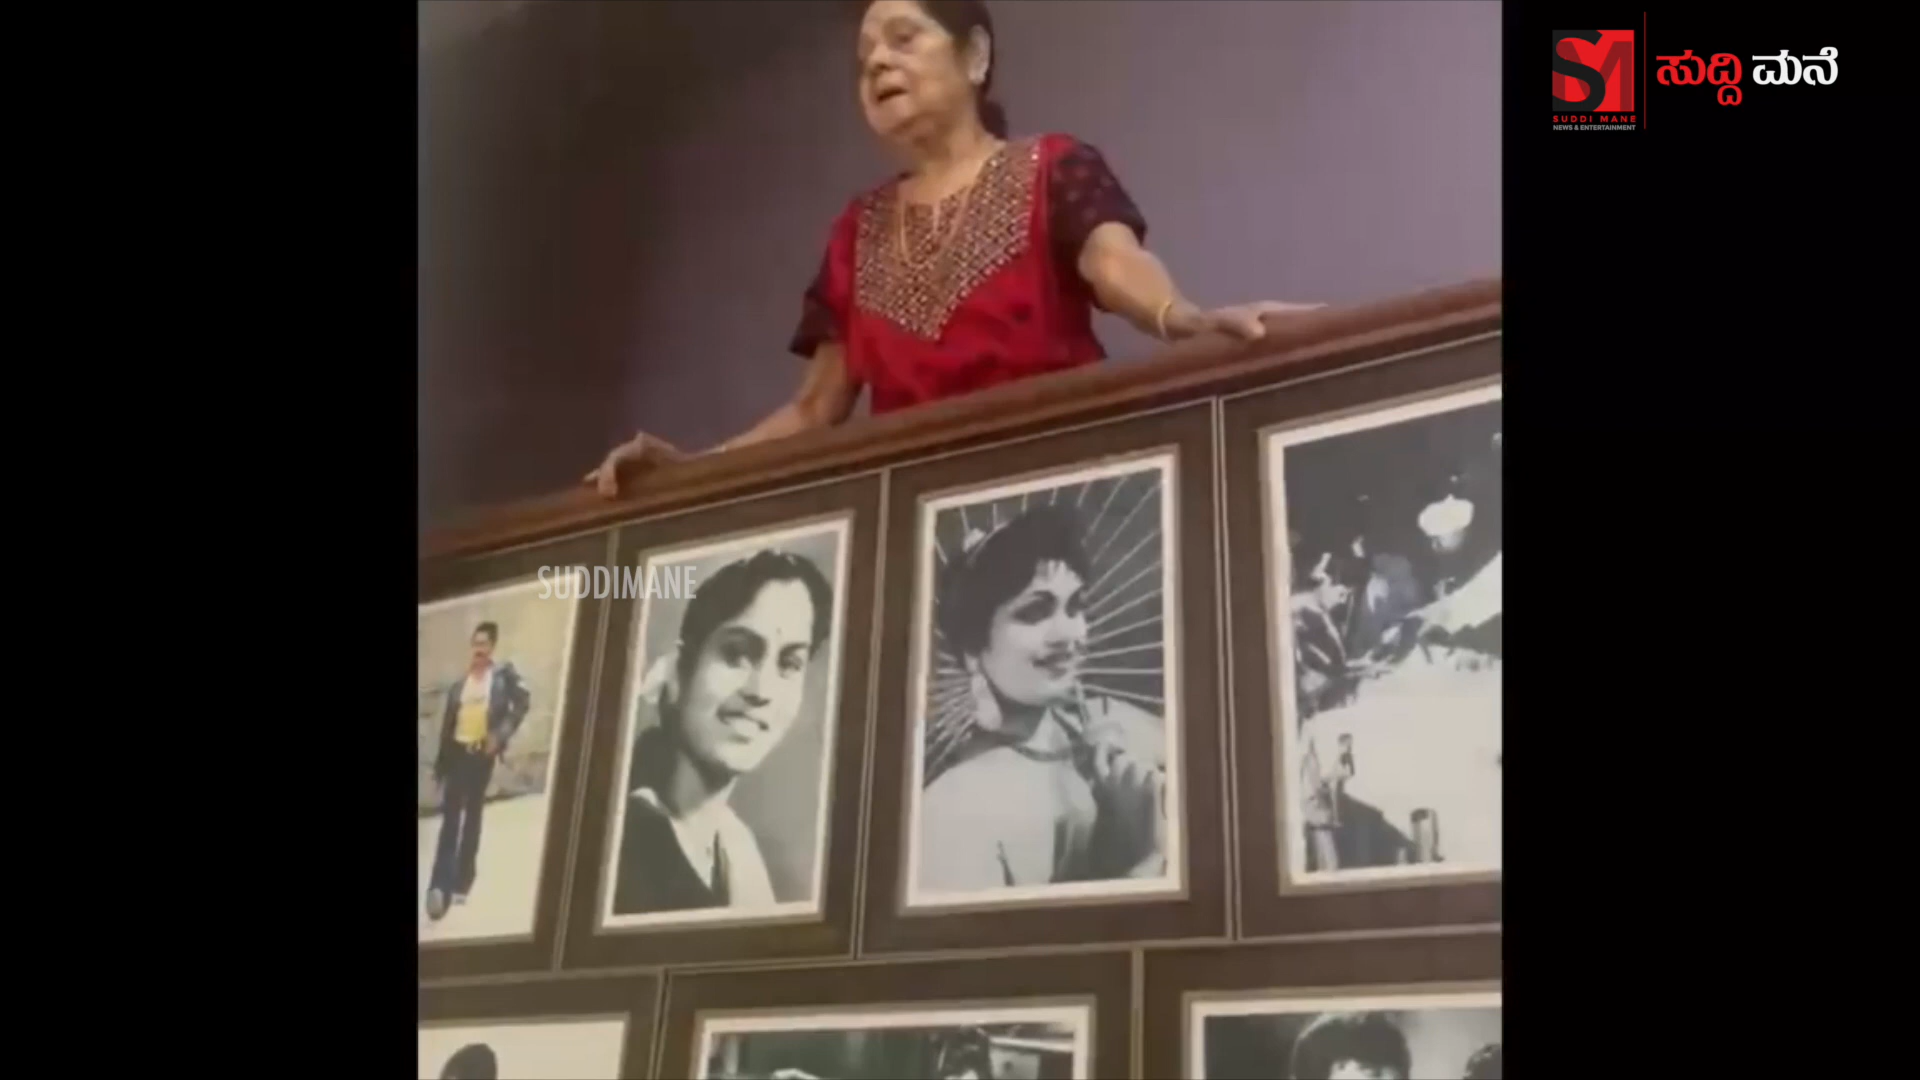 ಸುದ್ದಿ ಮನೆ
SM
SUDDI MANE
NEWS & ENTERTAINMENT
SUDDIMANE